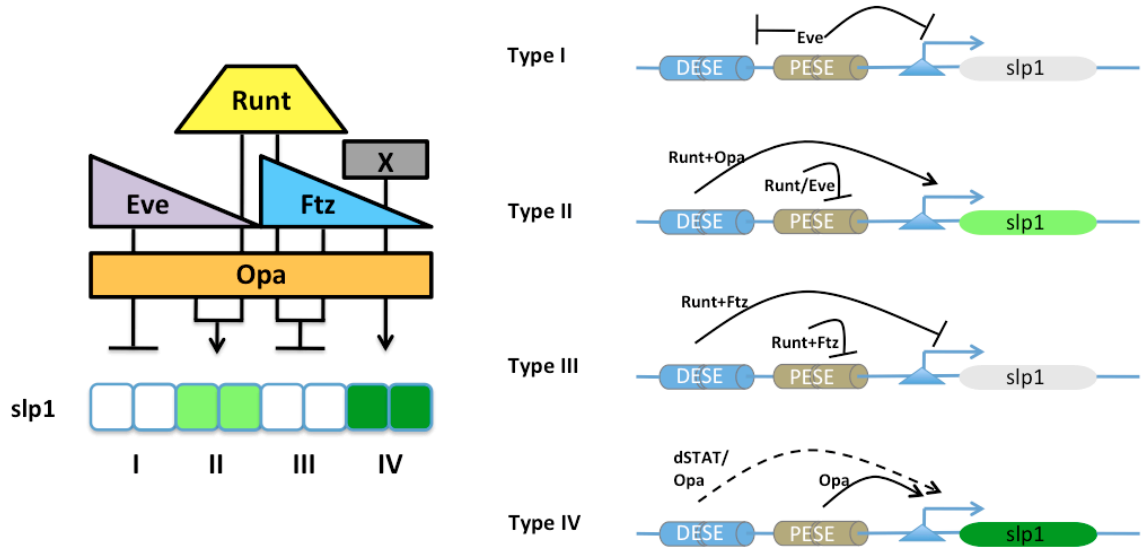 Runt
X
Eve
Ftz
Opa
slp1
I
II
III
IV
Type I
Eve
DESE
PESE
slp1
Type II
Runt+Opa
Runt/Eve
DESE
PESE
slp1
Type III
Runt+Ftz
Runt+Ftz
DESE
PESE
slp1
Type IV
dSTAT/
Opa
Opa
DESE
PESE
slp1